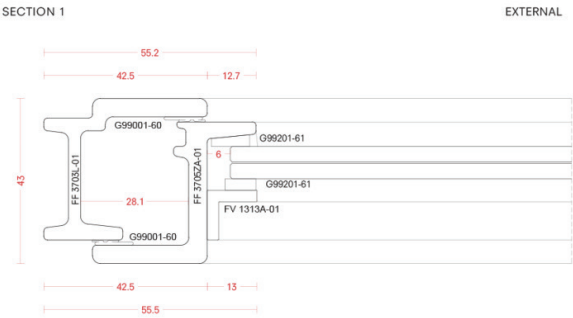 SECTION 1
EXTERNAL
55.2
42.5
12.7
G99001-60
G99201-61
6
43
FF 3703L-01
FF 3705ZA-01
28.1
G99201-61
FV 1313A-01
G99001-60
42.5
13
55.5